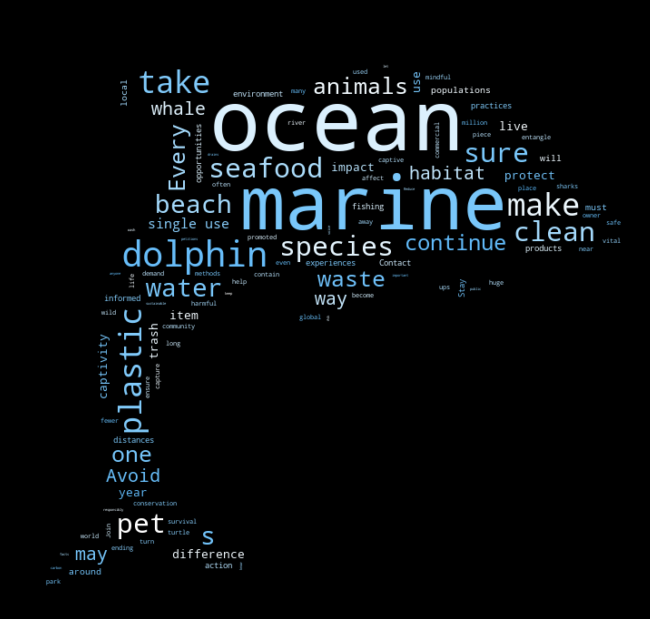 used
mindful
take
animals
use
local
environment
many
populations
whale
ocean
practices
river
million
live
Every
opportunities
commercial
piece
entangle
seafood
impact
sure
will
captive
habitat
protect
affect
often
marine
place
sharks
beach
fishing
make
must
owner
single use
away
clean
safe
vital
promoted
species
continue
products
near
dolphin
even
experiences
Contact
life
demand
methods
contain
waste
water
help
Stay
ups
huge
informed
harmful
way
become
wild
item
global
community
plastic
trash
long
captivity
ensure
capture
distances
one
Avoid
year
conservation
pet
survival
Join
turtle
world
s
turn
may
ending
difference
around
action
park